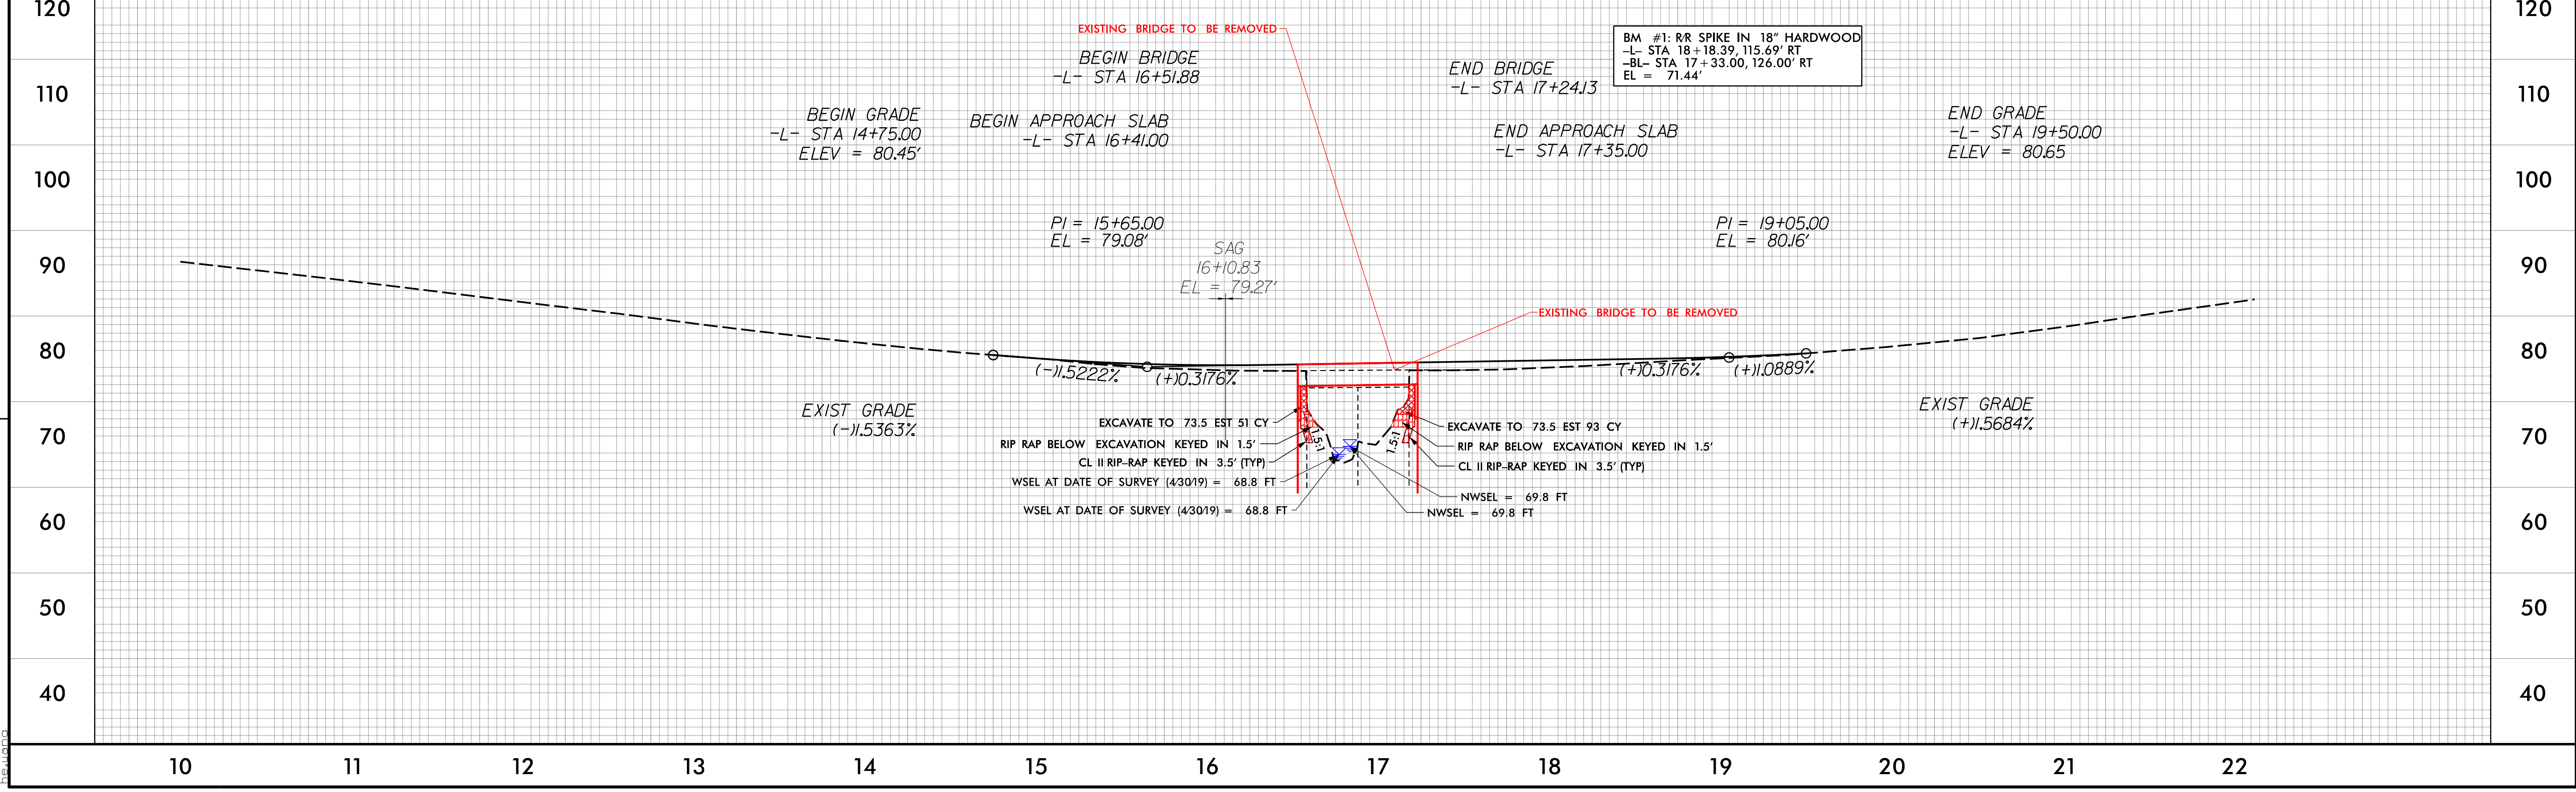 120
120
EXISTING BRIDGE TO BE REMOVED
BM #1: R/R SPIKE IN 18" HARDWOOD
-L- STA 18+18.39, 115.69' RT
-BL- STA 17+33.00, 126.00' RT
EL = 71.44'
BEGIN BRIDGE
-L- STA 16+51.88
END BRIDGE
-L- STA 17+24.13
110
110
BEGIN GRADE
-L- STA 14+75.00
ELEV = 80.45'
BEGIN APPROACH SLAB
-L- STA 16+41.00
END APPROACH SLAB
-L- STA 17+35.00
END GRADE
-L- STA 19+50.00
ELEV = 80.65
100
100
PI = 15+65.00
EL = 79.08'
PI = 19+05.00
EL = 80.16'
SAG
16+10.83
EL = 79.27'
90
90
EXISTING BRIDGE TO BE REMOVED
80
80
(-)1.5222%
(+)0.3176%
(+)0.3176%
(+)1.0889%
EXIST GRADE
(-)1.5363%
EXIST GRADE
(+)1.5684%
EXCAVATE TO 73.5 EST 51 CY
EXCAVATE TO 73.5 EST 93 CY
70
70
RIP RAP BELOW EXCAVATION KEYED IN 1.5'
RIP RAP BELOW EXCAVATION KEYED IN 1.5'
1.5:1
1.5:1
CL II RIP-RAP KEYED IN 3.5' (TYP)
CL II RIP-RAP KEYED IN 3.5' (TYP)
WSEL AT DATE OF SURVEY (4/30/19) = 68.8 FT
NWSEL = 69.8 FT
WSEL AT DATE OF SURVEY (4/30/19) = 68.8 FT
NWSEL = 69.8 FT
60
60
50
50
40
40
10 11 12 13 14 15 16 17 18 19 20 21 22